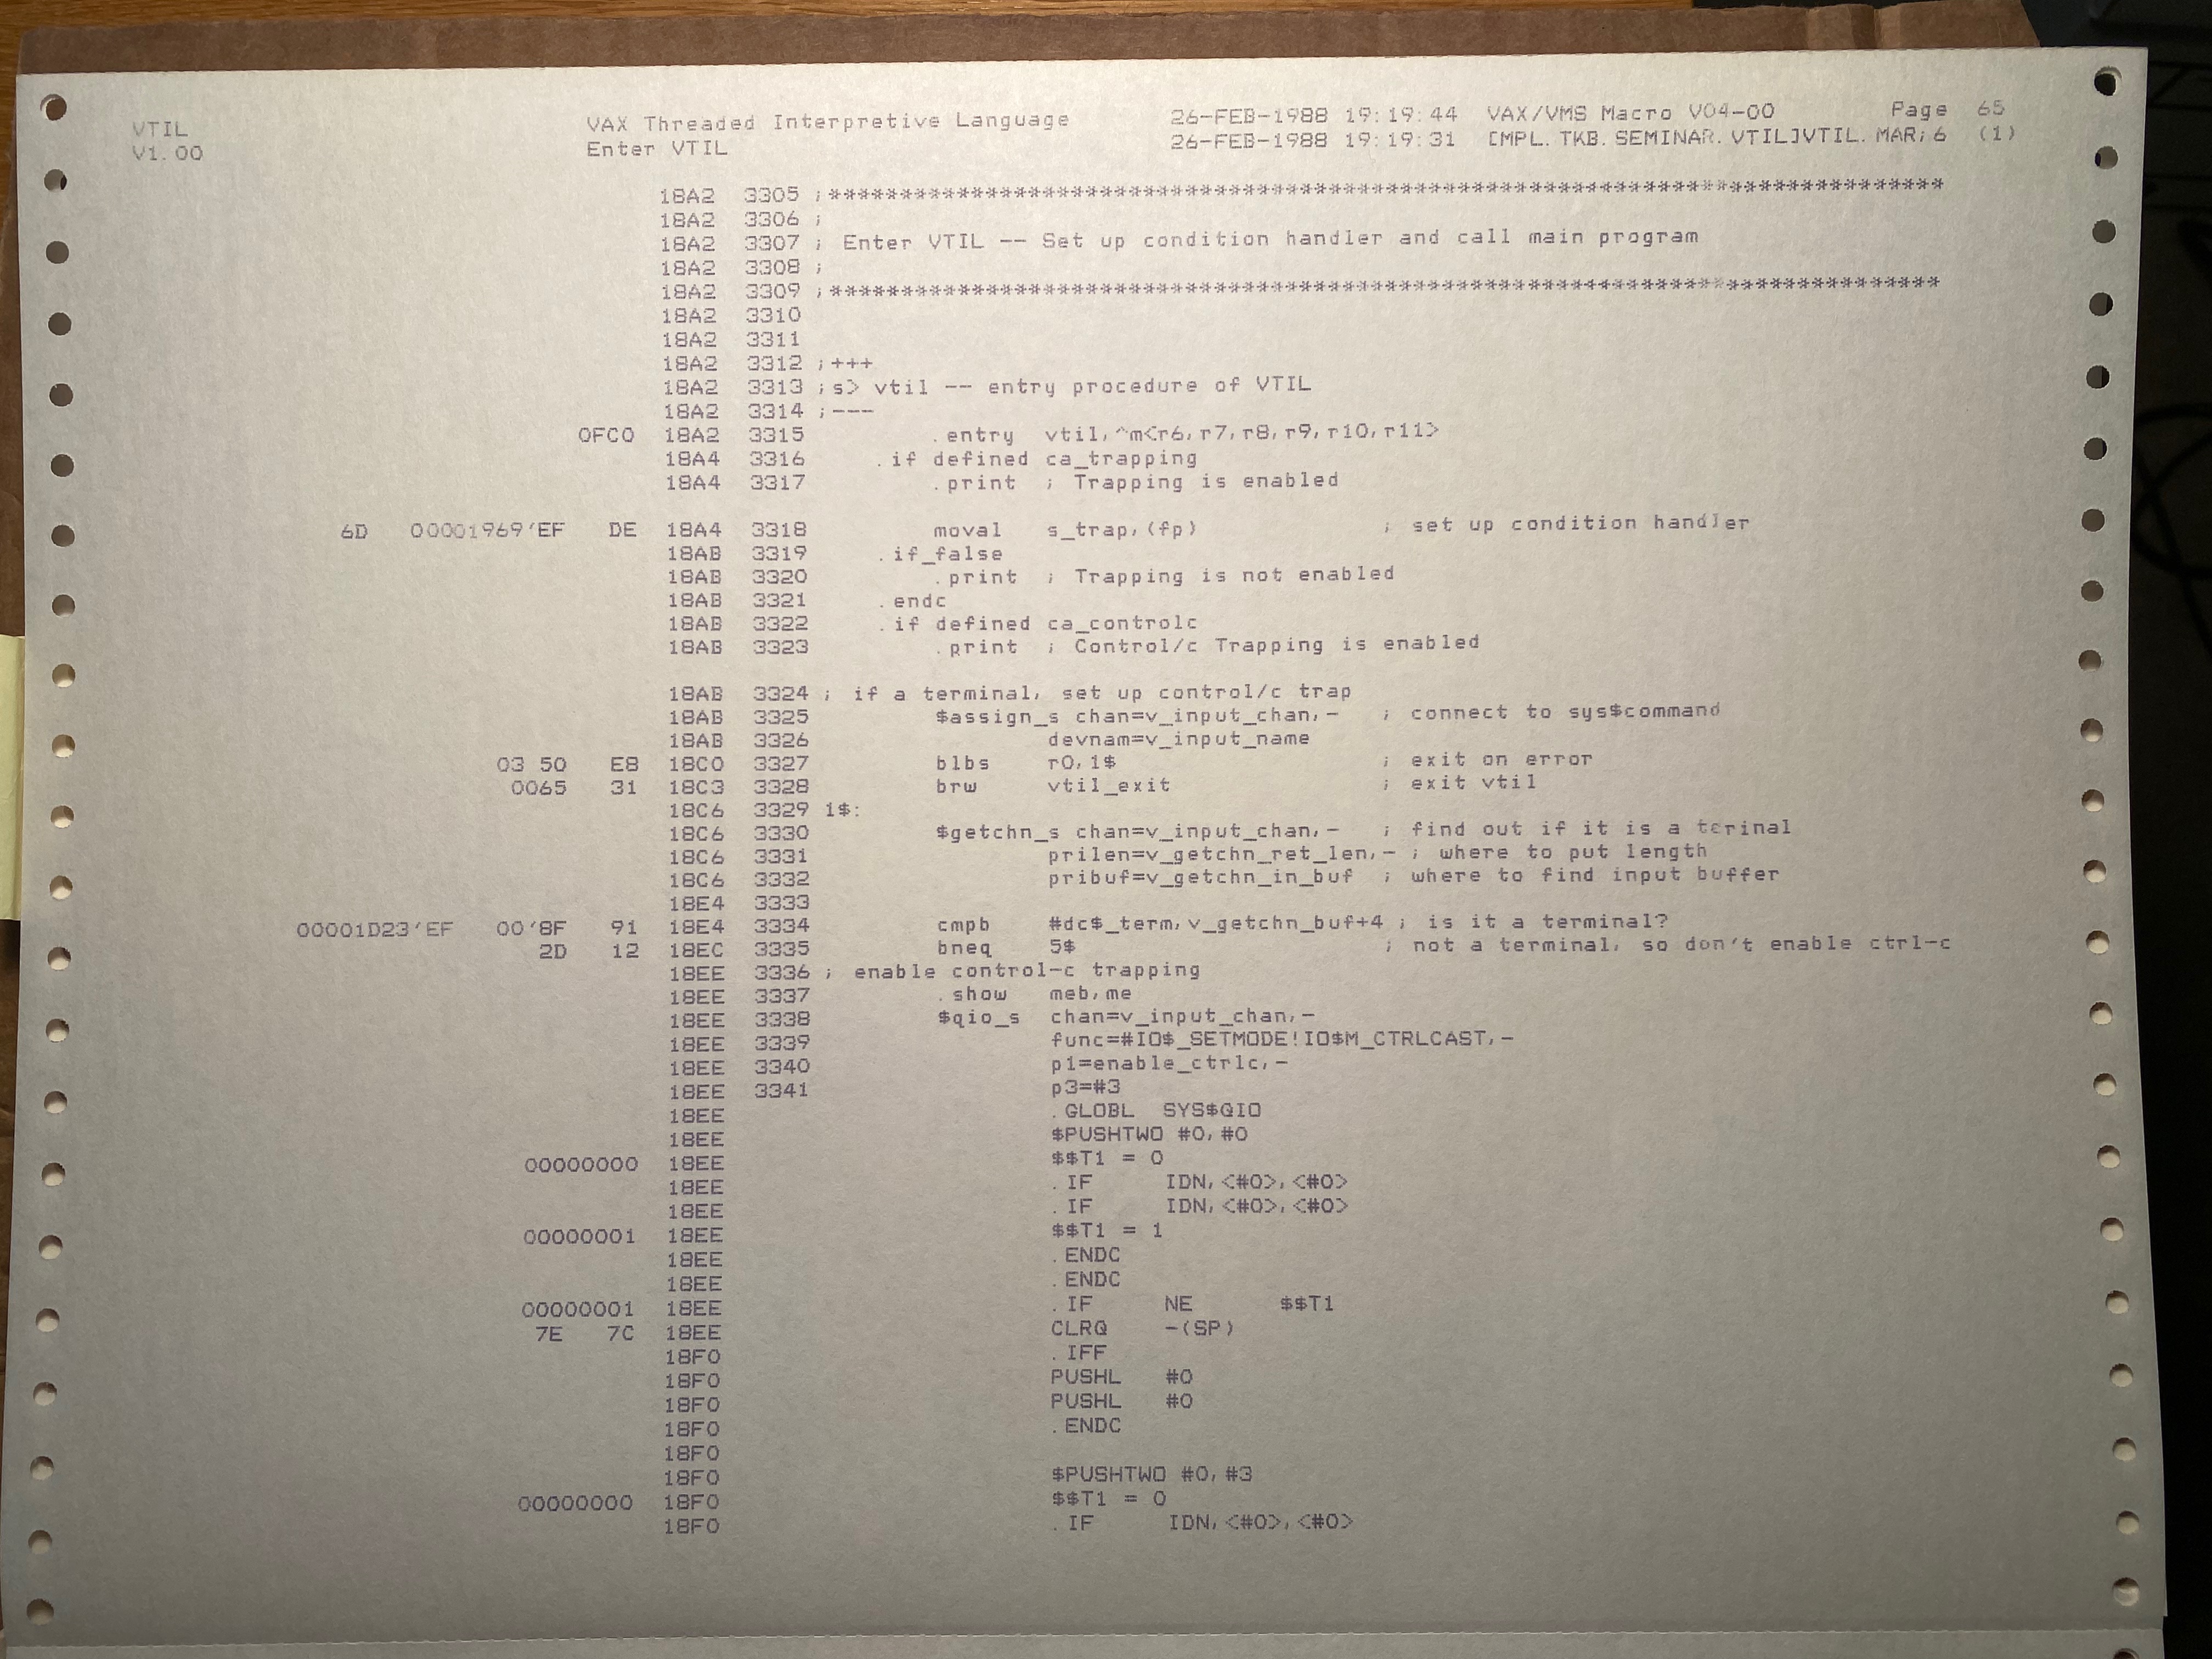 VTIL VAX Threaded Interpretive Language 26-FEB-1988 19:19:44 VAX/VMS Macro V04-00 Page 65
V1.00 Enter VTIL 26-FEB-1988 19:19:31 [MPL.TKB.SEMINAR.VTIL]VTIL.MAR;6 (1)
18A2 3305 ;******************************************************************************
18A2 3306 ;
18A2 3307 ; Enter VTIL -- Set up condition handler and call main program
18A2 3308 ;
18A2 3309 ;******************************************************************************
18A2 3310
18A2 3311
18A2 3312 ;+++
18A2 3313 ;s> vtil -- entry procedure of VTIL
18A2 3314 ;---
0FC0 18A2 3315 .entry vtil,^m<r6,r7,r8,r9,r10,r11>
18A4 3316 .if defined ca_trapping
18A4 3317 .print ; Trapping is enabled
6D 00001969'EF DE 18A4 3318 moval s_trap,(fp) ; set up condition handler
18AB 3319 .if_false
18AB 3320 .print ; Trapping is not enabled
18AB 3321 .endc
18AB 3322 .if defined ca_controlc
18AB 3323 .print ; Control/c Trapping is enabled
18AB 3324 ; if a terminal, set up control/c trap
18AB 3325 $assign_s chan=v_input_chan,- ; connect to sys$command
18AB 3326 devnam=v_input_name
03 50 E8 18C0 3327 blbs r0,1$ ; exit on error
0065 31 18C3 3328 brw vtil_exit ; exit vtil
18C6 3329 1$:
18C6 3330 $getchn_s chan=v_input_chan,- ; find out if it is a terinal
18C6 3331 prilen=v_getchn_ret_len,- ; where to put length
18C6 3332 pribuf=v_getchn_in_buf ; where to find input buffer
18E4 3333
00001D23'EF 00'8F 91 18E4 3334 cmpb #dc$_term,v_getchn_buf+4 ; is it a terminal?
2D 12 18EC 3335 bneq 5$ ; not a terminal, so don't enable ctrl-c
18EE 3336 ; enable control-c trapping
18EE 3337 .show meb,me
18EE 3338 $qio_s chan=v_input_chan,-
18EE 3339 func=#IO$_SETMODE!IO$M_CTRLCAST,-
18EE 3340 p1=enable_ctrlc,-
18EE 3341 p3=#3
18EE .GLOBL SYS$QIO
18EE $PUSHTWO #0,#0
00000000 18EE $$T1 = 0
18EE .IF IDN,<#0>,<#0>
18EE .IF IDN,<#0>,<#0>
00000001 18EE $$T1 = 1
18EE .ENDC
18EE .ENDC
00000001 18EE .IF NE $$T1
7E 7C 18EE CLRQ -(SP)
18F0 .IFF
18F0 PUSHL #0
18F0 PUSHL #0
18F0 .ENDC
18F0
18F0 $PUSHTWO #0,#3
00000000 18F0 $$T1 = 0
18F0 .IF IDN,<#0>,<#0>